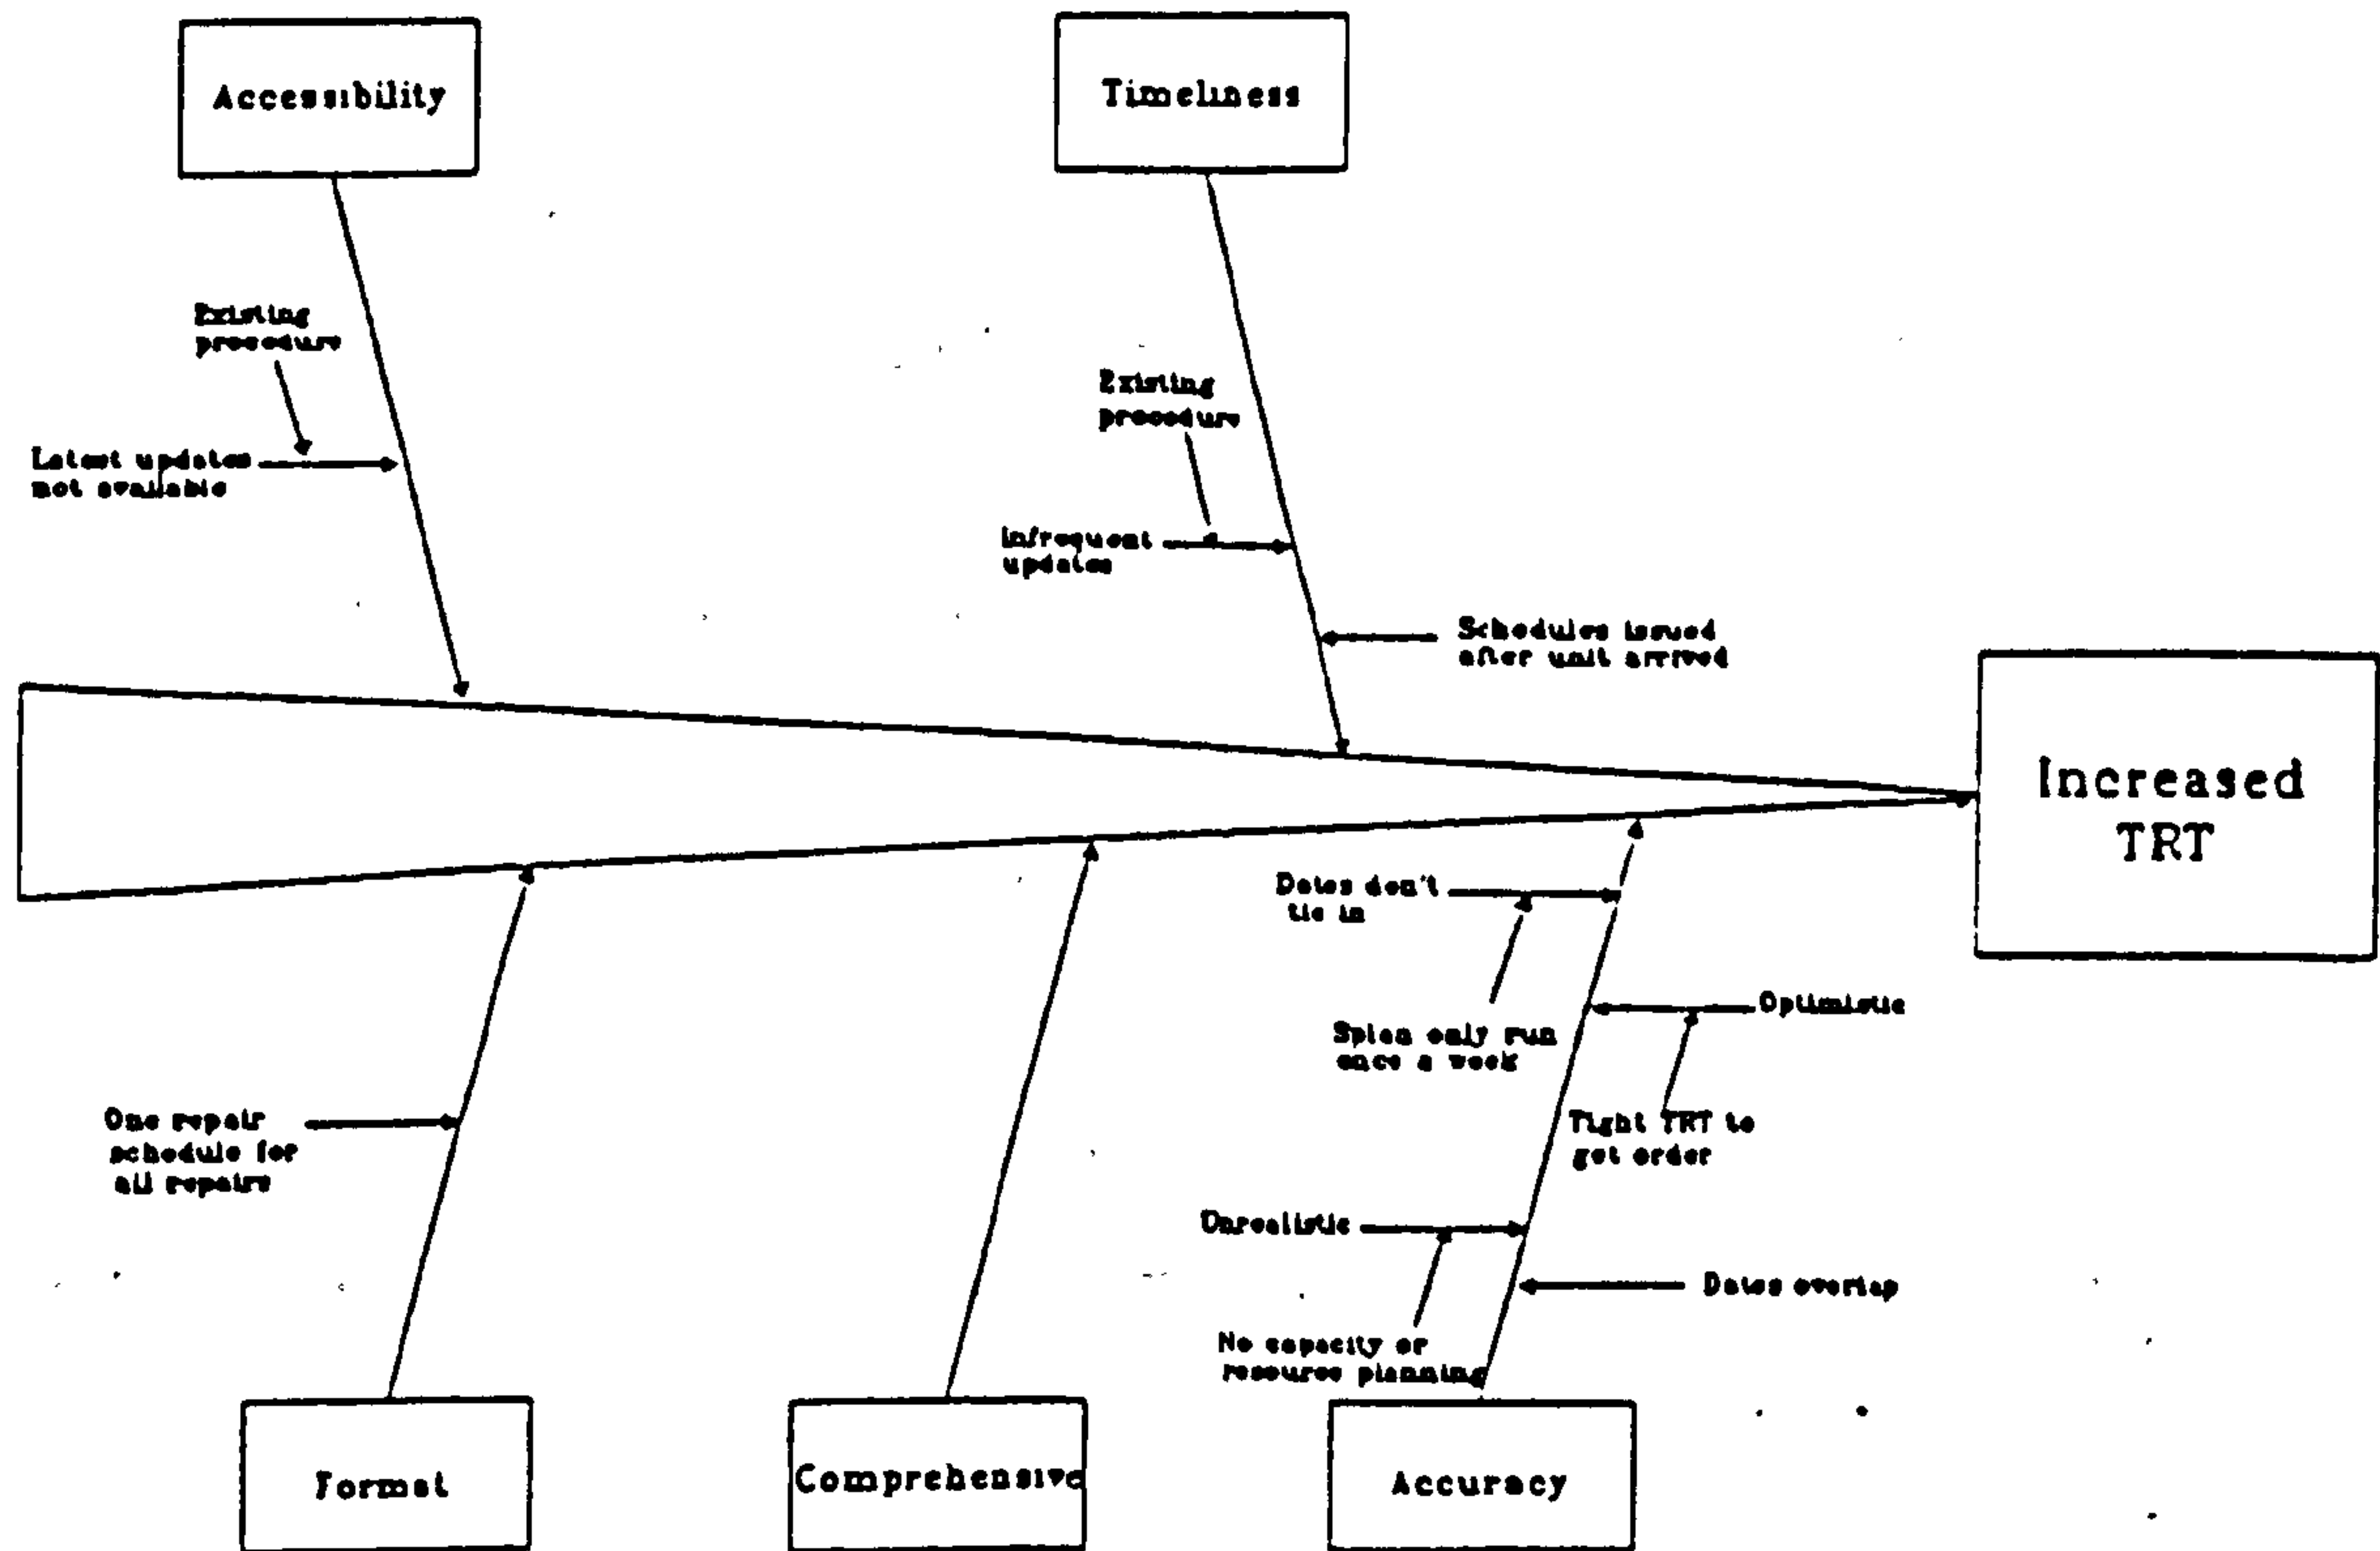 Accessibility
Timeliness
Existing
procedure
Latest updates
not available
Existing
procedure
Infrequent
updates
Schedules issued
after unit arrived
Increased
TRT
Dates don't
tie in
Optimistic
Splan only run
once a week
Tight TRT to
get order
One repair
schedule for
all repairs
Unrealistic
Dates overlap
No capacity or
resource planning
Format
Comprehensive
Accuracy